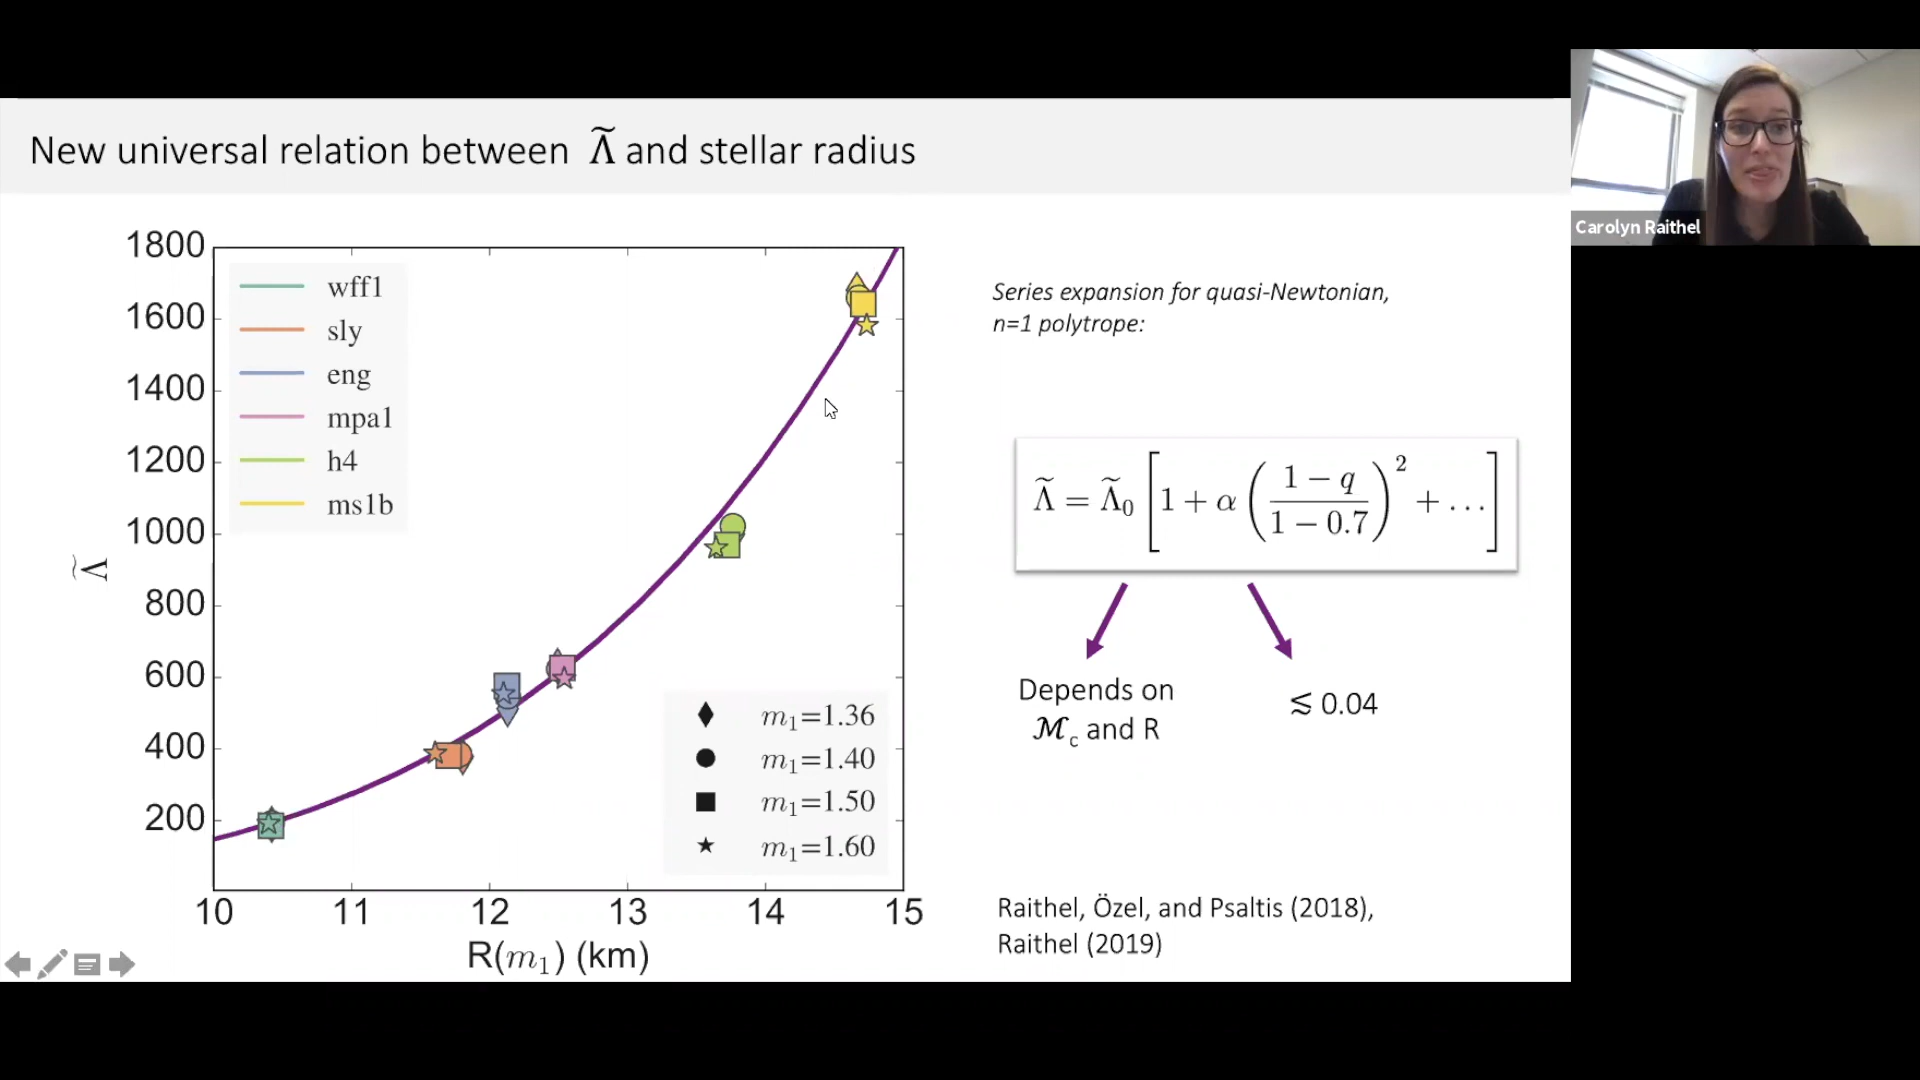 New universal relation between Λ̃ and stellar radius
Carolyn Raithel
1800
1600
1400
1200
1000
800
600
400
200
Λ̃
wff1
sly
eng
mpa1
h4
ms1b
m₁=1.36
m₁=1.40
m₁=1.50
m₁=1.60
10 11 12 13 14 15
R(m₁) (km)
Series expansion for quasi-Newtonian,
n=1 polytrope:
Λ̃ = Λ̃₀ [1 + α ((1 − q)/(1 − 0.7))² + …]
Depends on
ℳc and R
≲ 0.04
Raithel, Özel, and Psaltis (2018),
Raithel (2019)